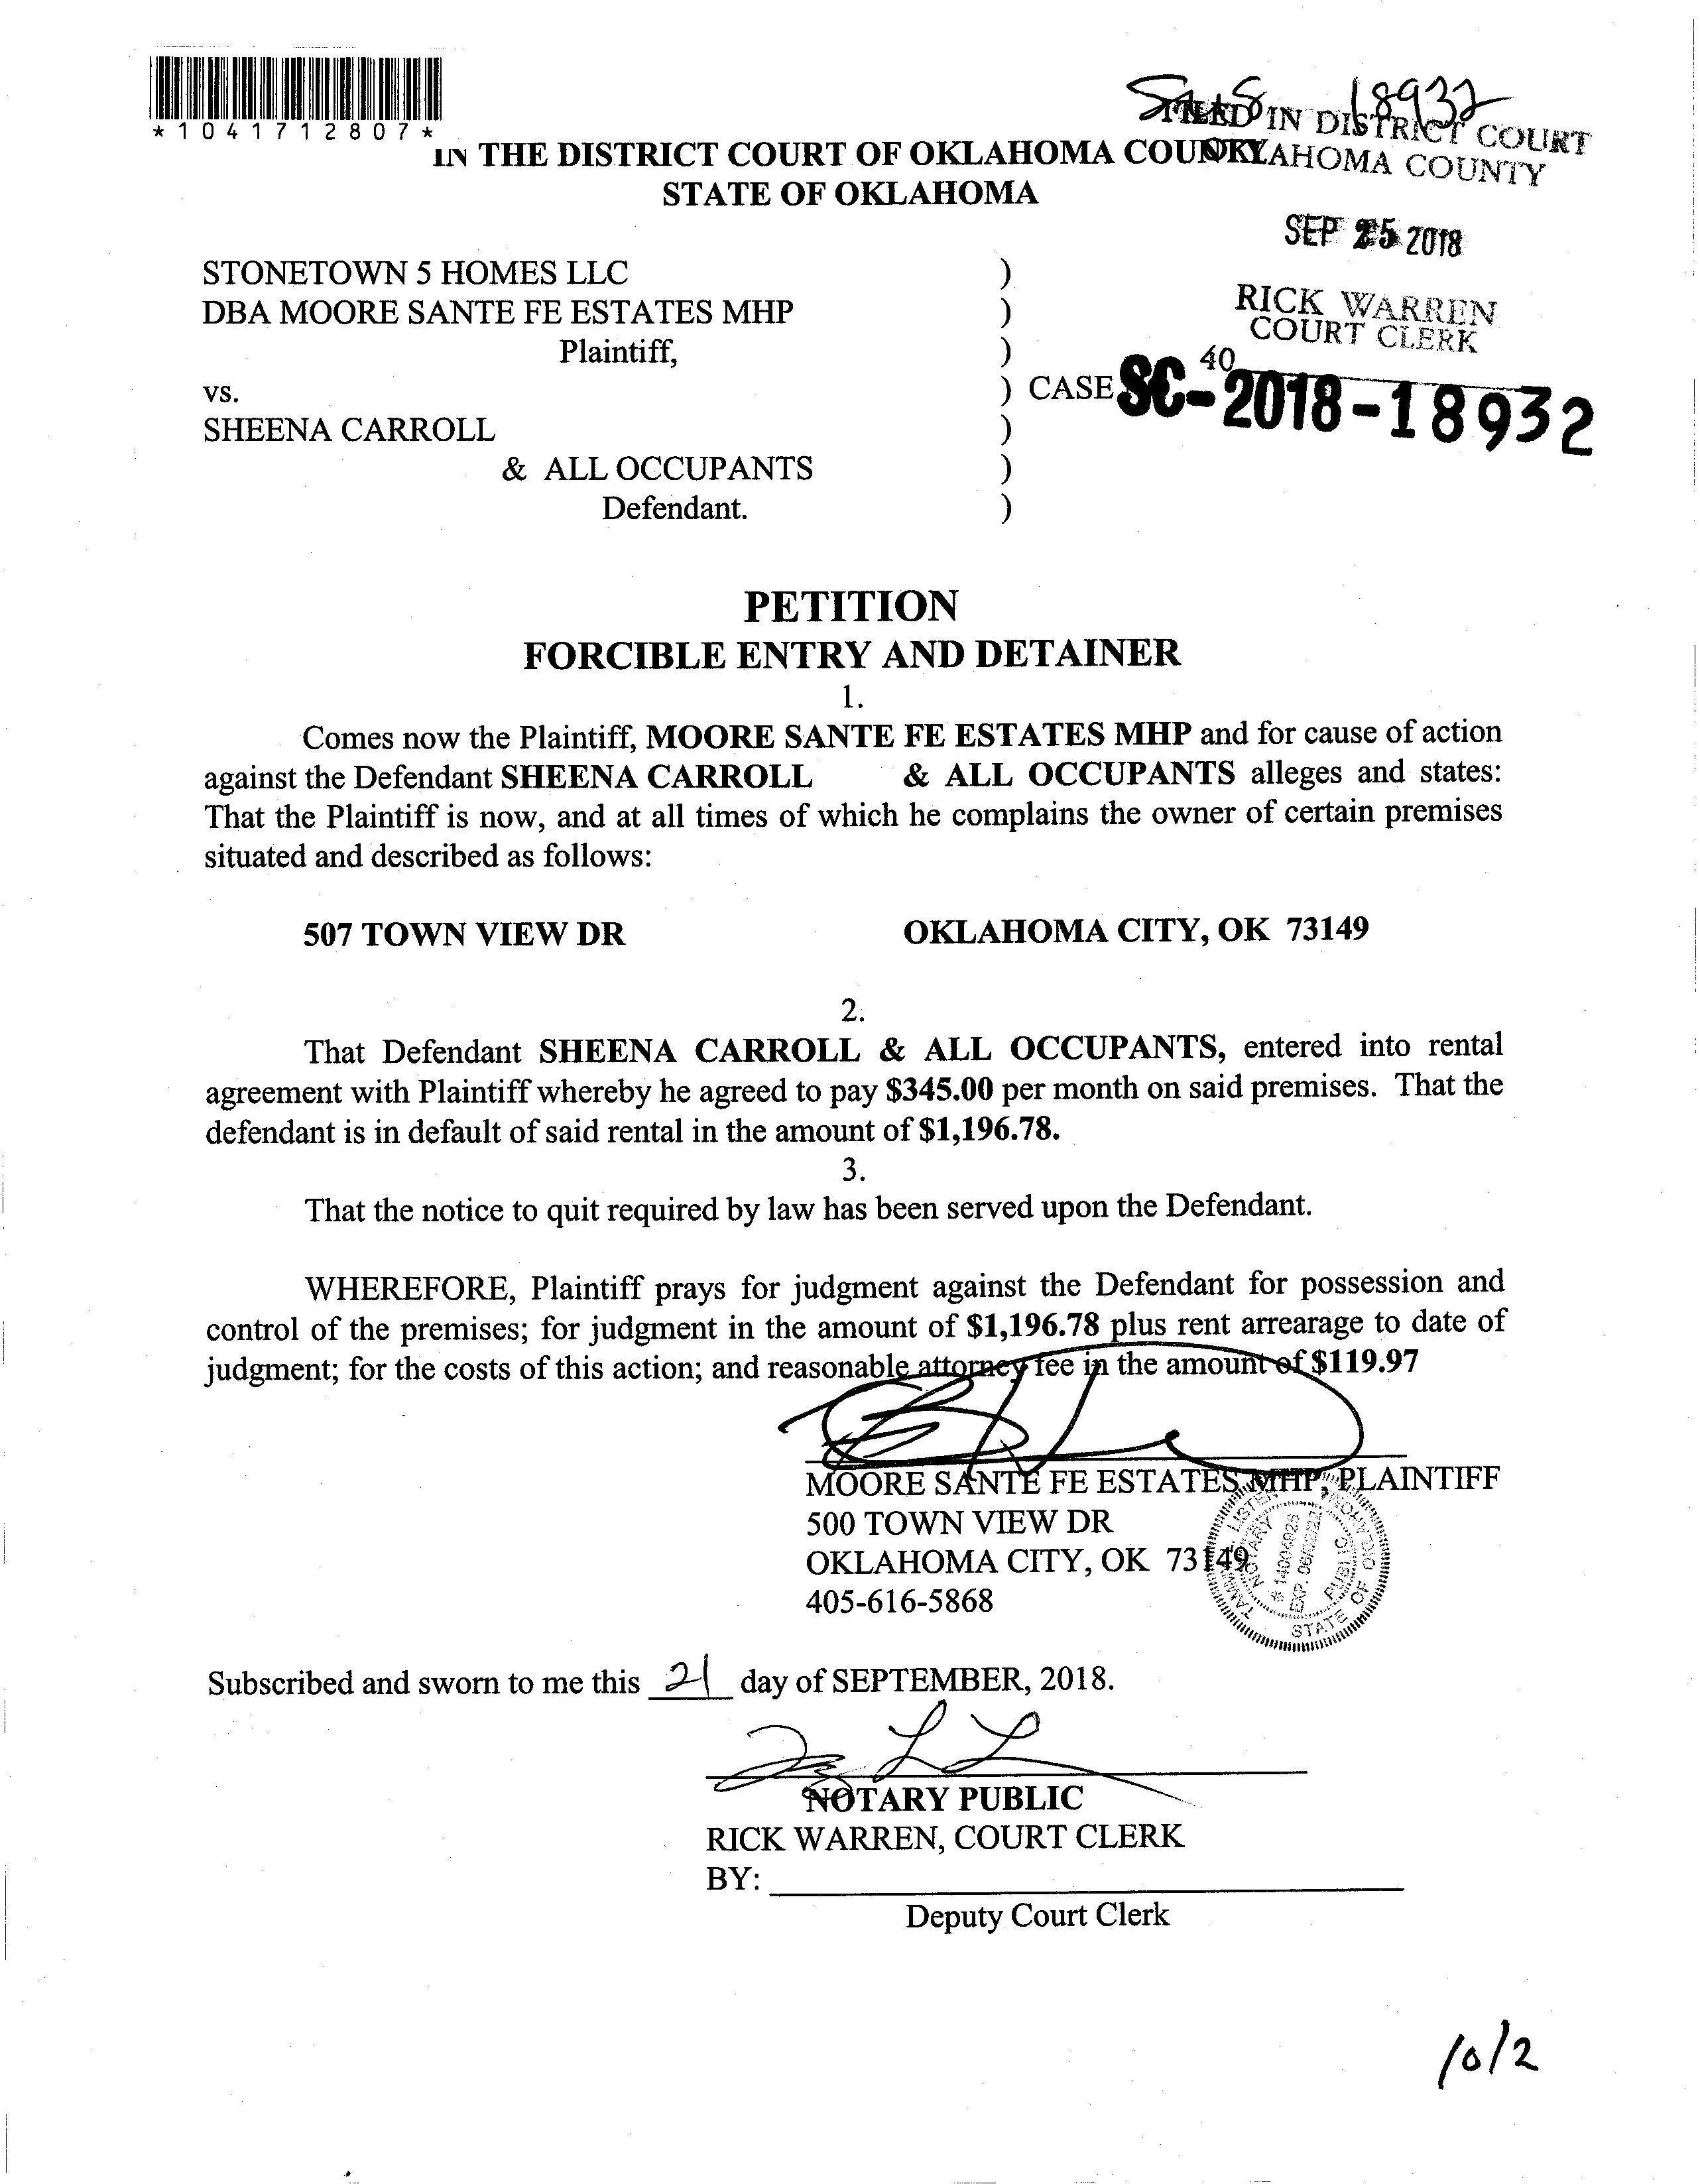 *1041712807*
18932
FILED IN DISTRICT COURT
OKLAHOMA COUNTY
IN THE DISTRICT COURT OF OKLAHOMA COUNTY
STATE OF OKLAHOMA
SEP 25 2018
RICK WARREN
COURT CLERK
40
STONETOWN 5 HOMES LLC )
DBA MOORE SANTE FE ESTATES MHP )
Plaintiff, )
vs. ) CASE SC-2018-18932
SHEENA CARROLL )
& ALL OCCUPANTS )
Defendant. )
PETITION
FORCIBLE ENTRY AND DETAINER
1.
Comes now the Plaintiff, MOORE SANTE FE ESTATES MHP and for cause of action
against the Defendant SHEENA CARROLL & ALL OCCUPANTS alleges and states:
That the Plaintiff is now, and at all times of which he complains the owner of certain premises
situated and described as follows:
507 TOWN VIEW DR OKLAHOMA CITY, OK 73149
2.
That Defendant SHEENA CARROLL & ALL OCCUPANTS, entered into rental
agreement with Plaintiff whereby he agreed to pay $345.00 per month on said premises. That the
defendant is in default of said rental in the amount of $1,196.78.
3.
That the notice to quit required by law has been served upon the Defendant.
WHEREFORE, Plaintiff prays for judgment against the Defendant for possession and
control of the premises; for judgment in the amount of $1,196.78 plus rent arrearage to date of
judgment; for the costs of this action; and reasonable attorney fee in the amount of $119.97
MOORE SANTE FE ESTATES MHP, PLAINTIFF
500 TOWN VIEW DR
OKLAHOMA CITY, OK 73149
405-616-5868
LISTER
NOTARY
PUBLIC
# 14004925
STATE OF OKLAHOMA
Subscribed and sworn to me this 21 day of SEPTEMBER, 2018.
NOTARY PUBLIC
RICK WARREN, COURT CLERK
BY:
Deputy Court Clerk
10/2